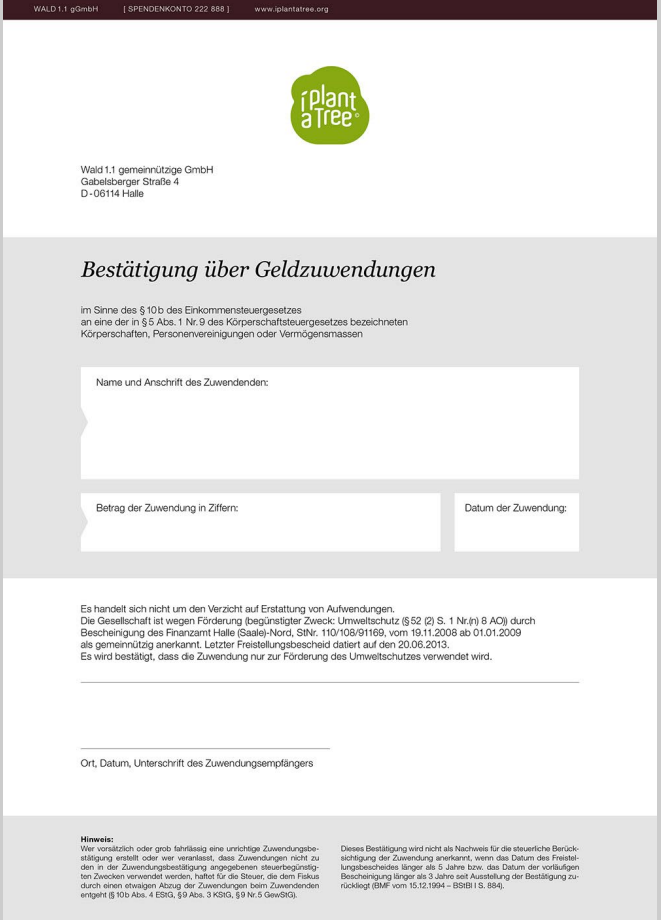 WALD 1.1 gGmbH [ SPENDENKONTO 222 888 ] www.iplantatree.org
i Plant
a Tree ©
Wald 1.1 gemeinnützige GmbH
Gabelsberger Straße 4
D - 06114 Halle
Bestätigung über Geldzuwendungen
im Sinne des § 10 b des Einkommensteuergesetzes
an eine der in § 5 Abs. 1 Nr. 9 des Körperschaftsteuergesetzes bezeichneten
Körperschaften, Personenvereinigungen oder Vermögensmassen
Name und Anschrift des Zuwendenden:
Betrag der Zuwendung in Ziffern:
Datum der Zuwendung:
Es handelt sich nicht um den Verzicht auf Erstattung von Aufwendungen.
Die Gesellschaft ist wegen Förderung (begünstigter Zweck: Umweltschutz (§ 52 (2) S. 1 Nr.(n) 8 AO)) durch
Bescheinigung des Finanzamt Halle (Saale)-Nord, StNr. 110/108/91169, vom 19.11.2008 ab 01.01.2009
als gemeinnützig anerkannt. Letzter Freistellungsbescheid datiert auf den 20.06.2013.
Es wird bestätigt, dass die Zuwendung nur zur Förderung des Umweltschutzes verwendet wird.
Ort, Datum, Unterschrift des Zuwendungsempfängers
Hinweis:
Wer vorsätzlich oder grob fahrlässig eine unrichtige Zuwendungsbe-
stätigung erstellt oder wer veranlasst, dass Zuwendungen nicht zu
den in der Zuwendungsbestätigung angegebenen steuerbegünstig-
ten Zwecken verwendet werden, haftet für die Steuer, die dem Fiskus
durch einen etwaigen Abzug der Zuwendungen beim Zuwendenden
entgeht (§ 10 b Abs. 4 EStG, § 9 Abs. 3 KStG, § 9 Nr. 5 GewStG).
Dieses Bestätigung wird nicht als Nachweis für die steuerliche Berück-
sichtigung der Zuwendung anerkannt, wenn das Datum des Freistel-
lungsbescheides länger als 5 Jahre bzw. das Datum der vorläufigen
Bescheinigung länger als 3 Jahre seit Ausstellung der Bestätigung zu-
rückliegt (BMF vom 15.12.1994 – BStBl I S. 884).